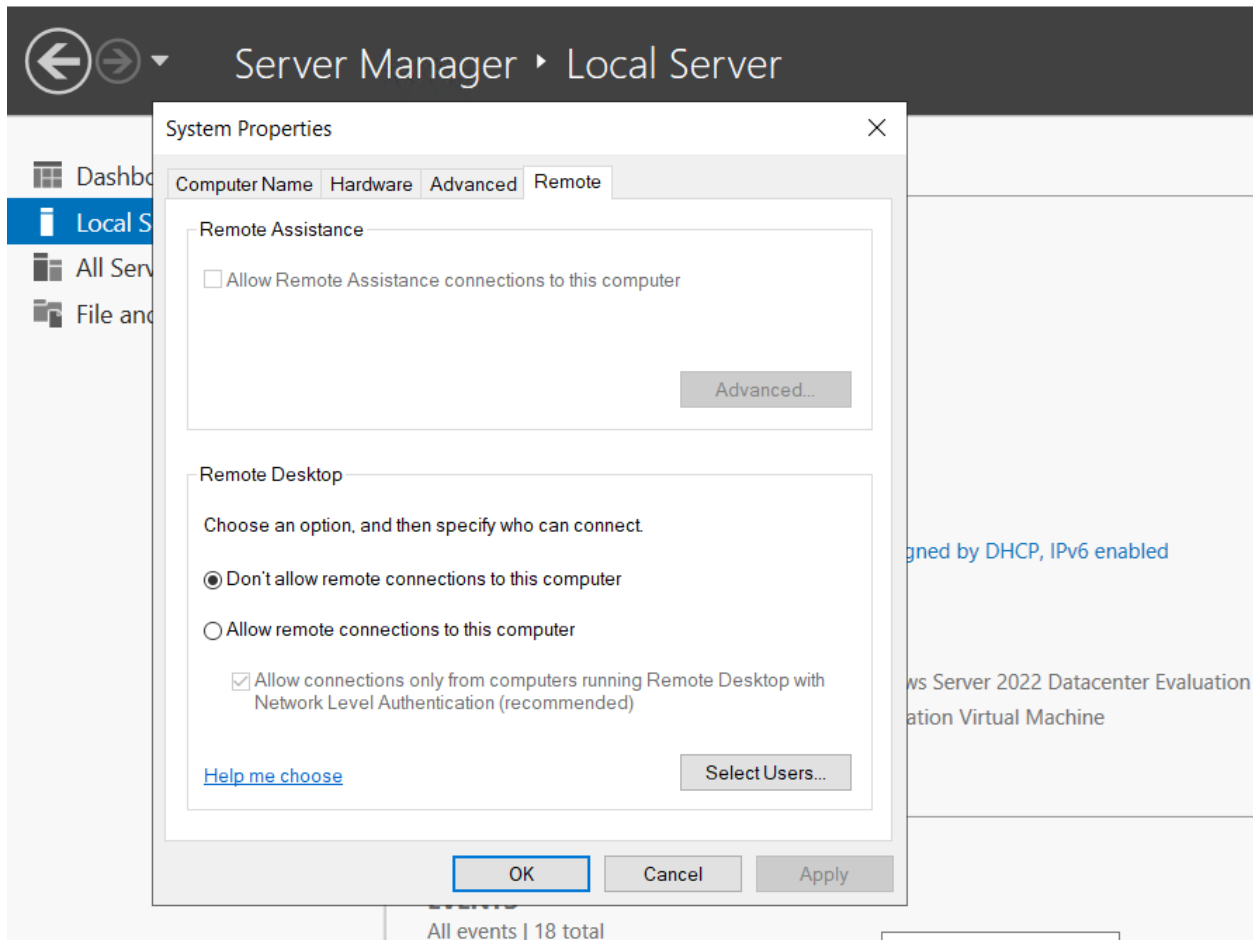 Server Manager ‣ Local Server
System Properties
Computer Name Hardware Advanced Remote
Dashbo
Local S
All Serv
File and
Remote Assistance
Allow Remote Assistance connections to this computer
Advanced...
Remote Desktop
Choose an option, and then specify who can connect.
Don't allow remote connections to this computer
Allow remote connections to this computer
Allow connections only from computers running Remote Desktop with
Network Level Authentication (recommended)
Help me choose
Select Users...
OK Cancel Apply
gned by DHCP, IPv6 enabled
ws Server 2022 Datacenter Evaluation
ation Virtual Machine
EVENTS
All events | 18 total